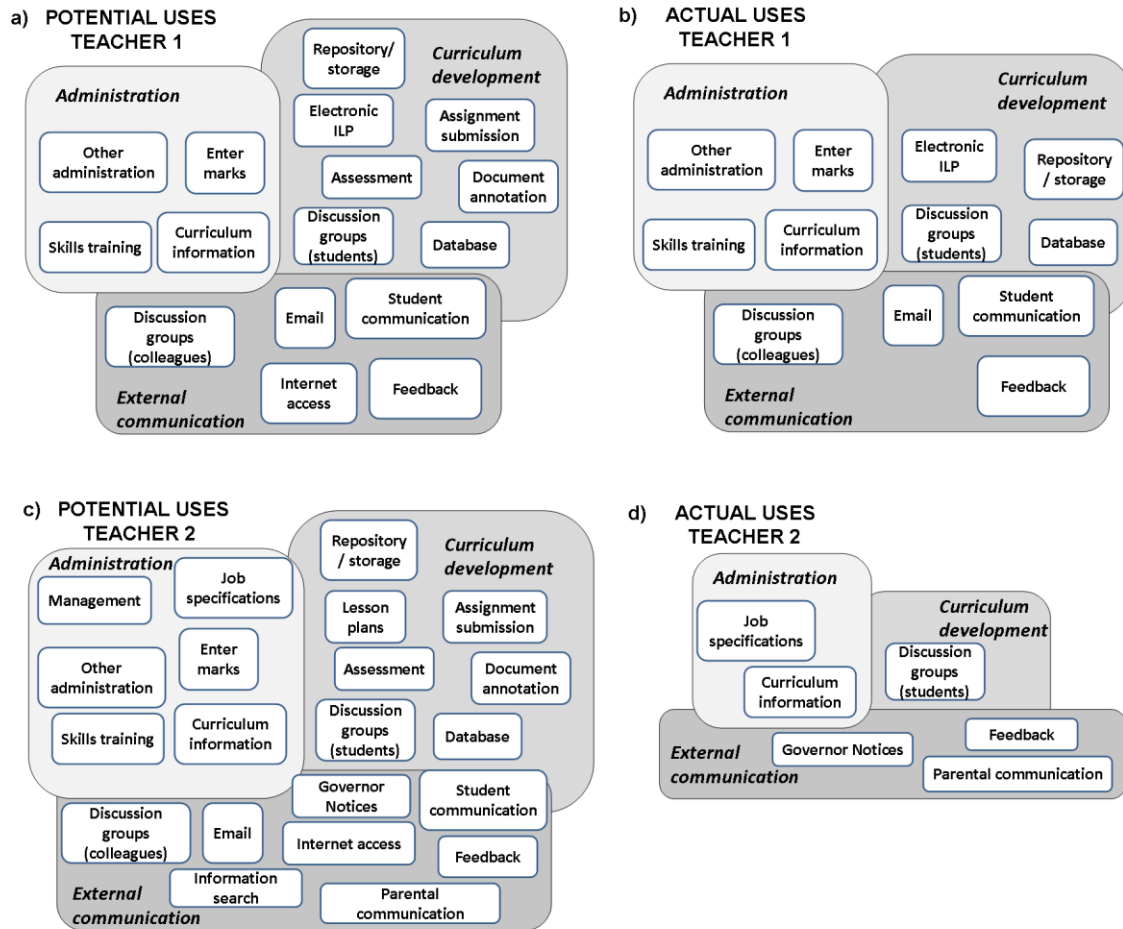 a) POTENTIAL USES
TEACHER 1
Administration
Other
administration
Enter
marks
Skills training
Curriculum
information
Repository/
storage
Curriculum
development
Electronic
ILP
Assignment
submission
Assessment
Document
annotation
Discussion
groups
(students)
Database
Discussion
groups
(colleagues)
Email
Student
communication
Internet
access
Feedback
External
communication
b) ACTUAL USES
TEACHER 1
Administration
Other
administration
Enter
marks
Skills training
Curriculum
information
Curriculum
development
Electronic
ILP
Repository
/ storage
Discussion
groups
(students)
Database
Discussion
groups
(colleagues)
Email
Student
communication
Feedback
External
communication
c) POTENTIAL USES
TEACHER 2
Administration
Management
Job
specifications
Enter
marks
Other
administration
Skills training
Curriculum
information
Repository
/ storage
Curriculum
development
Lesson
plans
Assignment
submission
Assessment
Document
annotation
Discussion
groups
(students)
Database
Governor
Notices
Student
communication
Discussion
groups
(colleagues)
Email
Internet access
Feedback
Information
search
External
communication
Parental
communication
d) ACTUAL USES
TEACHER 2
Administration
Job
specifications
Curriculum
information
Curriculum
development
Discussion
groups
(students)
External
communication
Governor Notices
Feedback
Parental communication